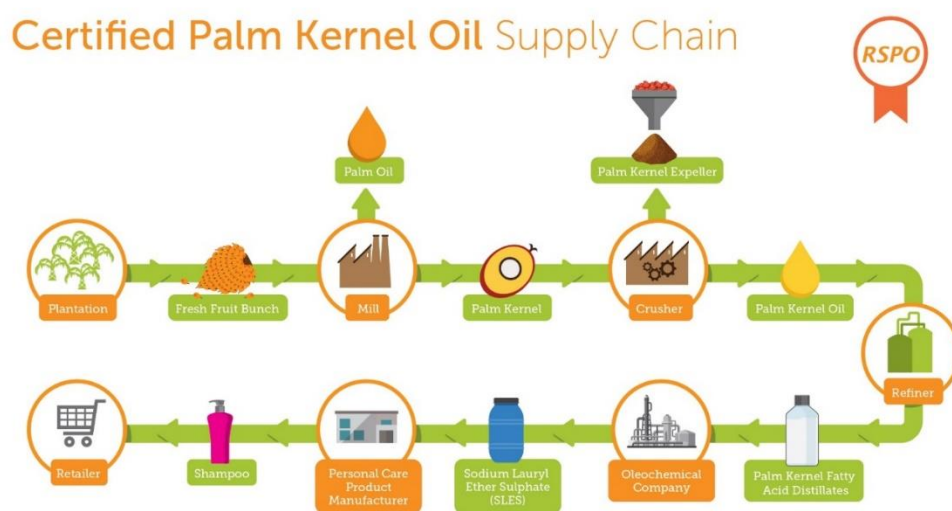 Certified Palm Kernel Oil Supply Chain
RSPO
Palm Oil
Palm Kernel Expeller
Plantation
Fresh Fruit Bunch
Mill
Palm Kernel
Crusher
Palm Kernel Oil
Refiner
Retailer
Shampoo
Personal Care
Product
Manufacturer
Sodium Lauryl
Ether Sulphate
(SLES)
Oleochemical
Company
Palm Kernel Fatty
Acid Distillates